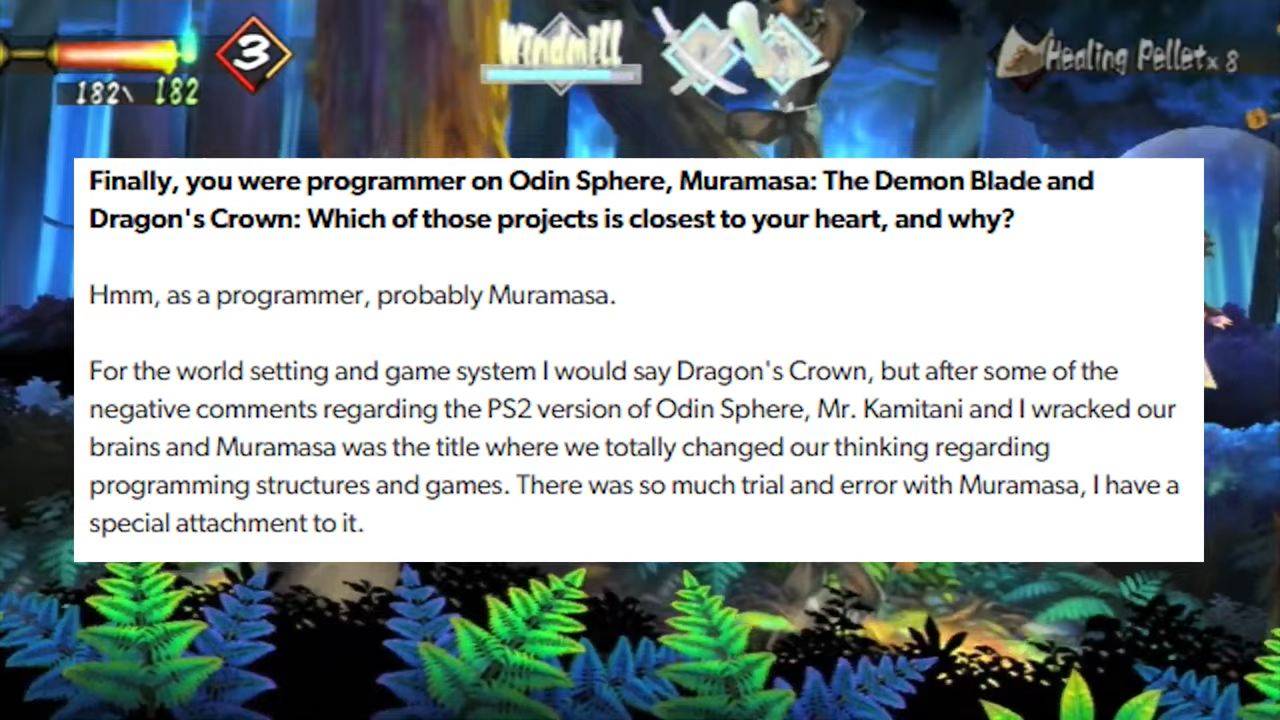 3
Windmill
Healing Pellet x 8
182\ 182
Finally, you were programmer on Odin Sphere, Muramasa: The Demon Blade and
Dragon's Crown: Which of those projects is closest to your heart, and why?
Hmm, as a programmer, probably Muramasa.
For the world setting and game system I would say Dragon's Crown, but after some of the
negative comments regarding the PS2 version of Odin Sphere, Mr. Kamitani and I wracked our
brains and Muramasa was the title where we totally changed our thinking regarding
programming structures and games. There was so much trial and error with Muramasa, I have a
special attachment to it.